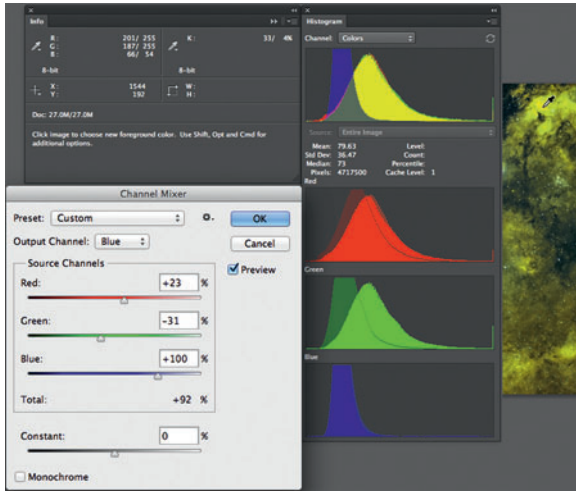 Info
R: 201/ 255
G: 187/ 255
B: 66/ 54
K: 33/ 4%
8-bit
8-bit
X: 1544
Y: 192
W:
H:
Doc: 27.0M/27.0M
Click image to choose new foreground color. Use Shift, Opt and Cmd for
additional options.
Histogram
Channel: Colors
Source: Entire Image
Mean: 79.63 Level:
Std Dev: 36.47 Count:
Median: 73 Percentile:
Pixels: 4717500 Cache Level: 1
Red
Green
Blue
Channel Mixer
Preset: Custom
OK
Output Channel: Blue
Cancel
Preview
Source Channels
Red: +23 %
Green: -31 %
Blue: +100 %
Total: +92 %
Constant: 0 %
Monochrome